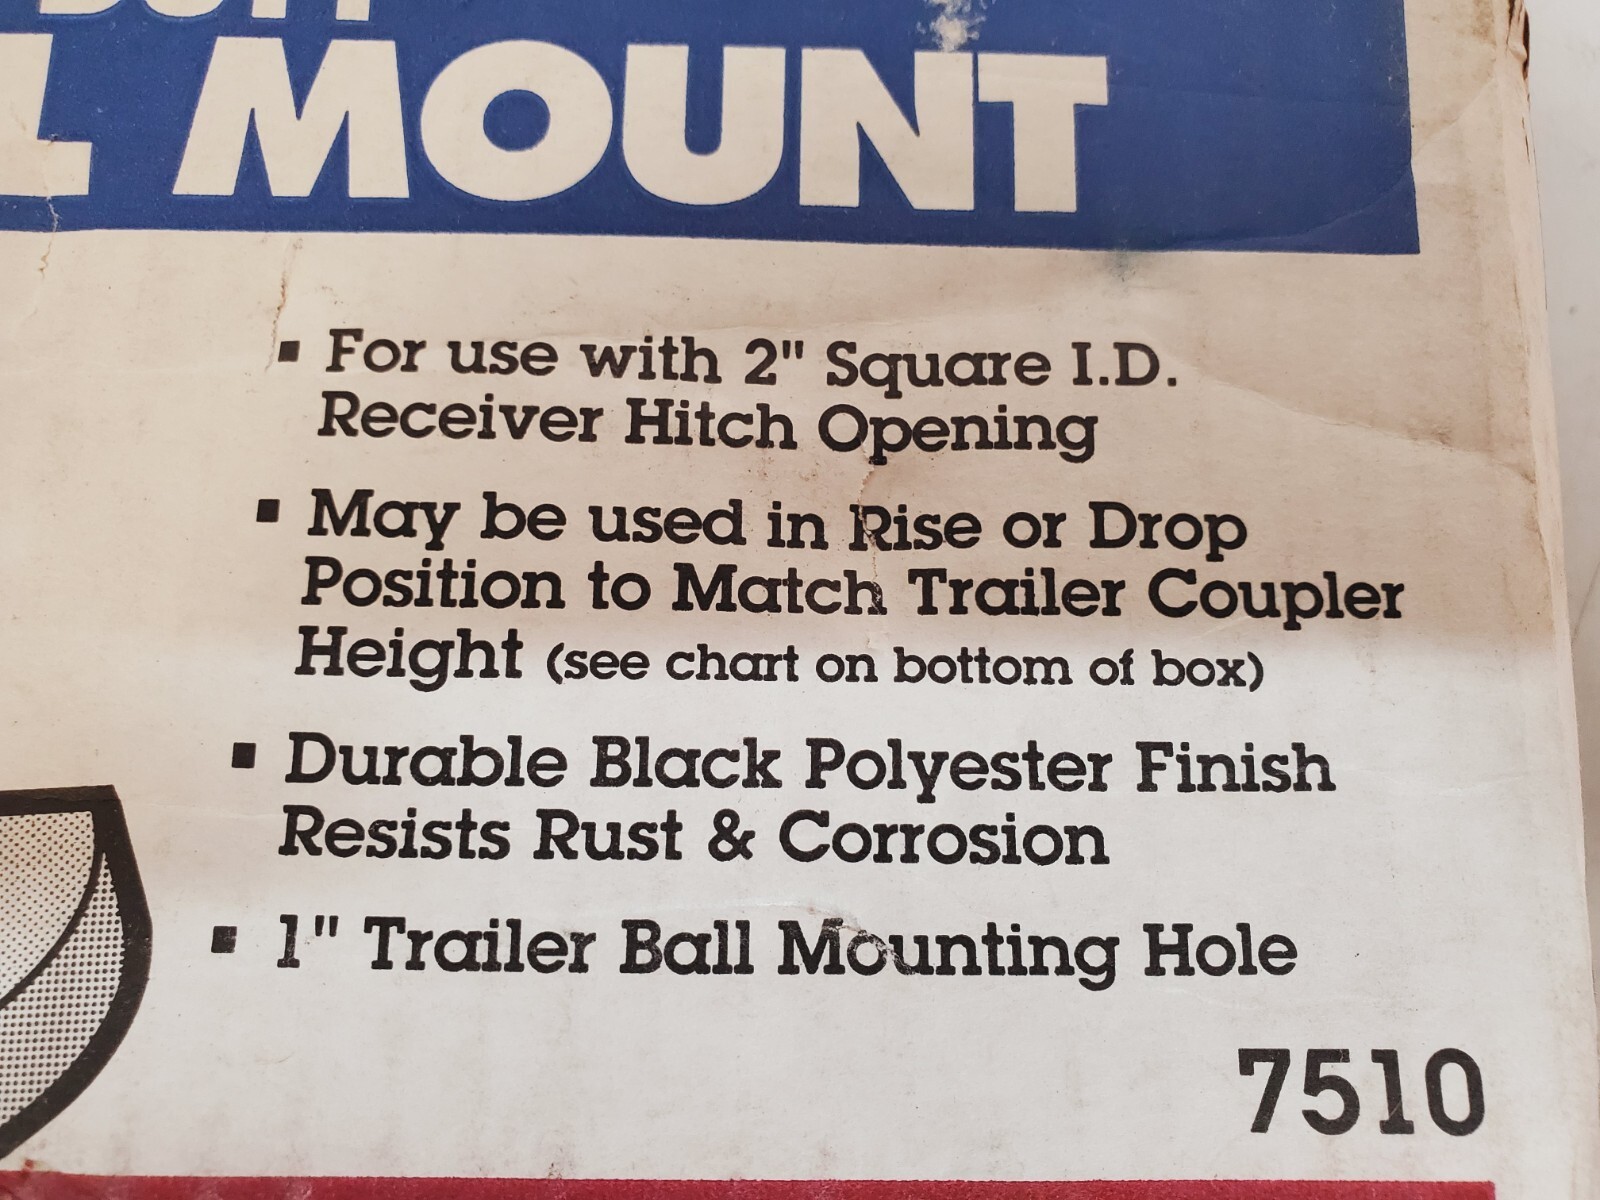 MOUNT
▪ For use with 2" Square I.D.
Receiver Hitch Opening
▪ May be used in Rise or Drop
Position to Match Trailer Coupler
Height (see chart on bottom of box)
▪ Durable Black Polyester Finish
Resists Rust & Corrosion
▪ 1" Trailer Ball Mounting Hole
7510